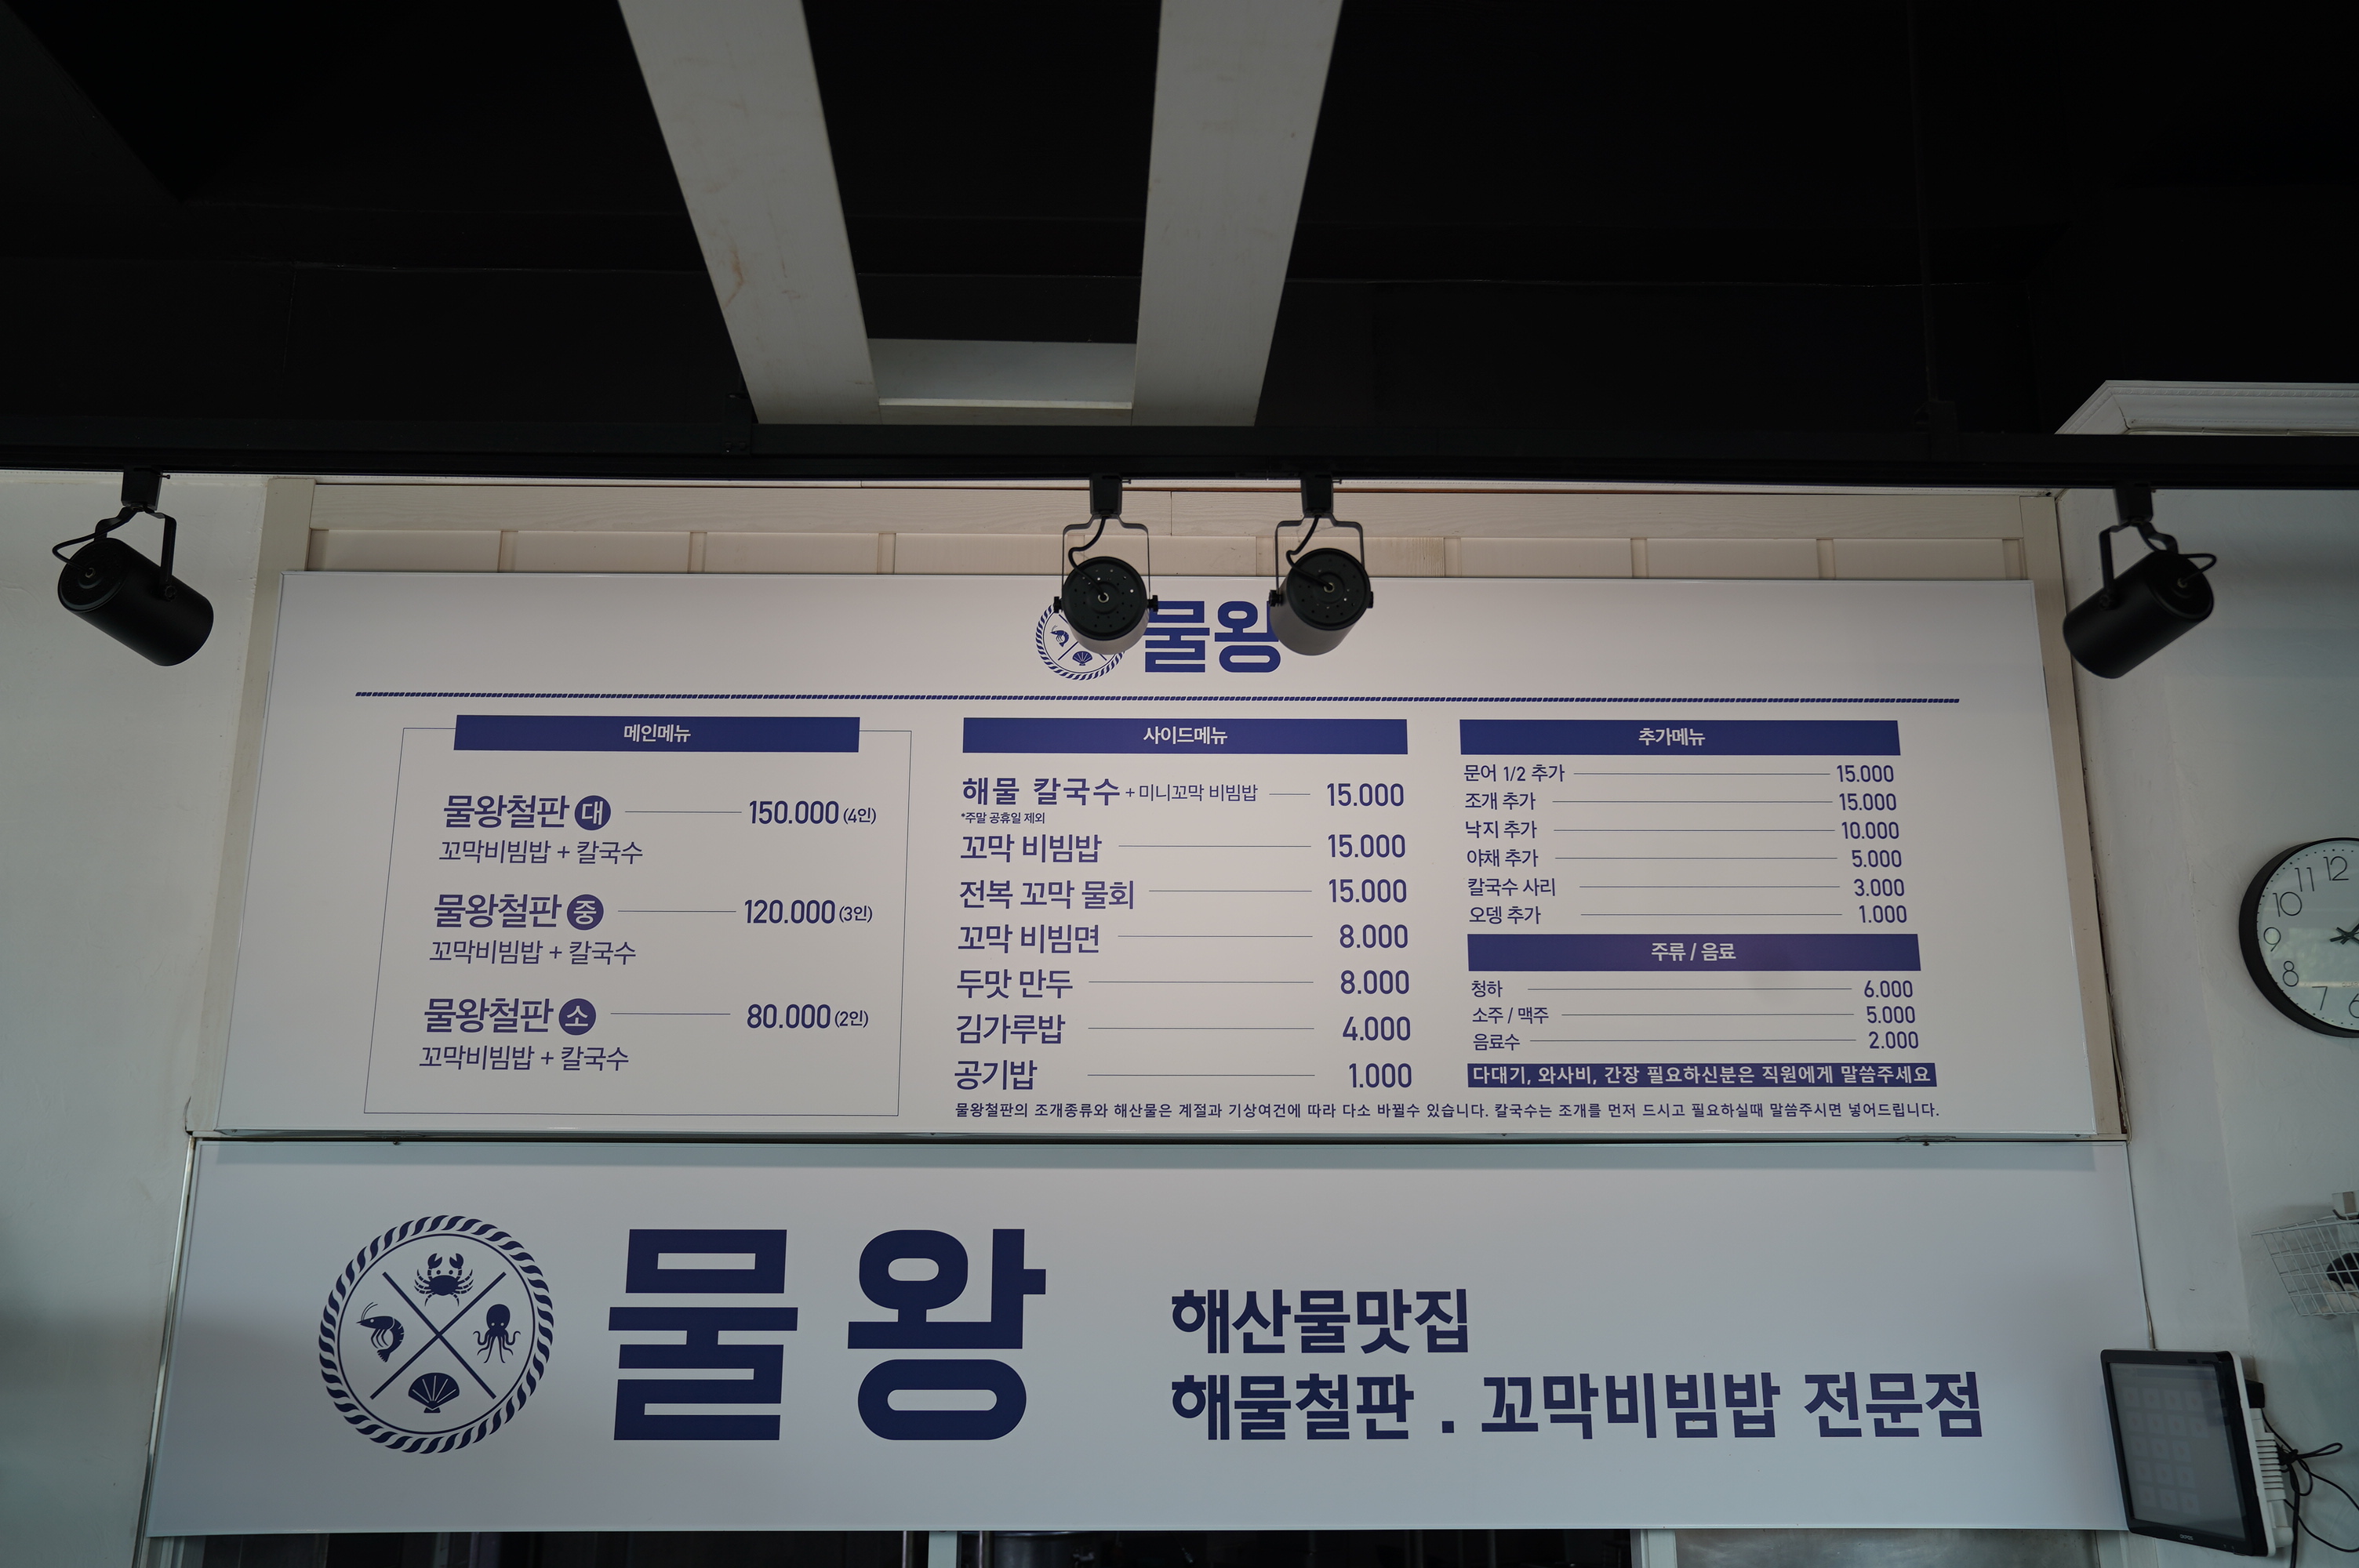 물왕
메인메뉴
물왕철판 대 150.000 (4인)
꼬막비빔밥 + 칼국수
물왕철판 중 120.000 (3인)
꼬막비빔밥 + 칼국수
물왕철판 소 80.000 (2인)
꼬막비빔밥 + 칼국수
사이드메뉴
해물 칼국수 + 미니꼬막 비빔밥 15.000
*주말 공휴일 제외
꼬막 비빔밥 15.000
전복 꼬막 물회 15.000
꼬막 비빔면 8.000
두맛 만두 8.000
김가루밥 4.000
공기밥 1.000
추가메뉴
문어 1/2 추가 15.000
조개 추가 15.000
낙지 추가 10.000
야채 추가 5.000
칼국수 사리 3.000
오뎅 추가 1.000
주류 / 음료
청하 6.000
소주 / 맥주 5.000
음료수 2.000
다대기, 와사비, 간장 필요하신분은 직원에게 말씀주세요
물왕철판의 조개종류와 해산물은 계절과 기상여건에 따라 다소 바뀔수 있습니다. 칼국수는 조개를 먼저 드시고 필요하실때 말씀주시면 넣어드립니다.
물왕
해산물맛집
해물철판 . 꼬막비빔밥 전문점
12
11
10
9
8
7